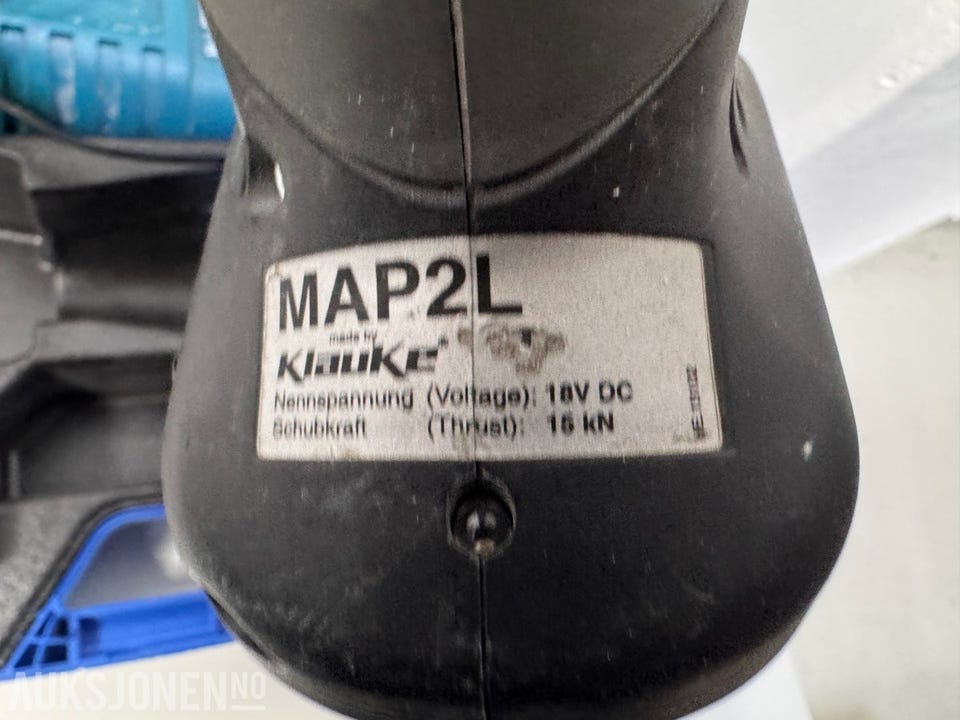 MAP2L
made by
Klauke®
Nennspannung (Voltage): 18V DC
Schubkraft (Thrust): 15 kN
AUKSJONEN.NO